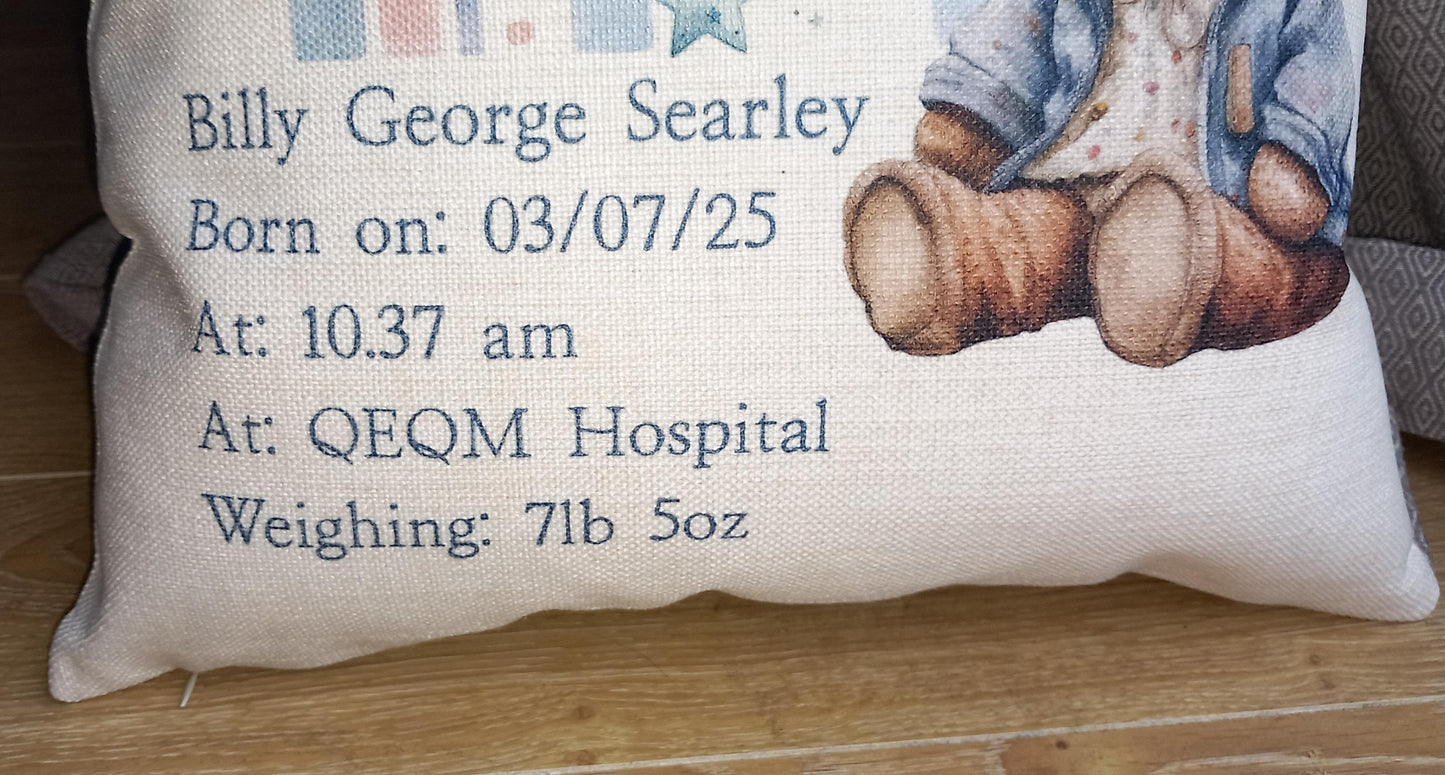 Billy George Searley
Born on: 03/07/25
At: 10.37 am
At: QEQM Hospital
Weighing: 7lb 5oz